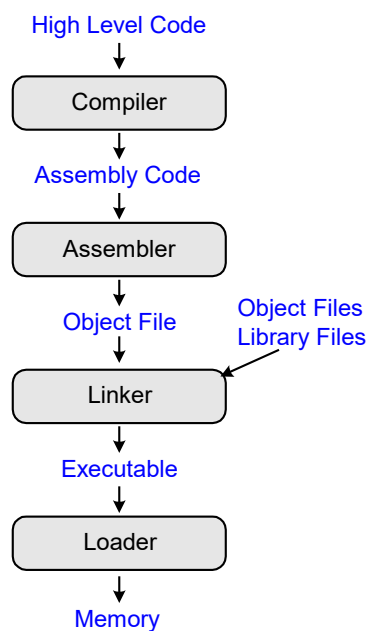 High Level Code
Compiler
Assembly Code
Assembler
Object File
Object Files
Library Files
Linker
Executable
Loader
Memory